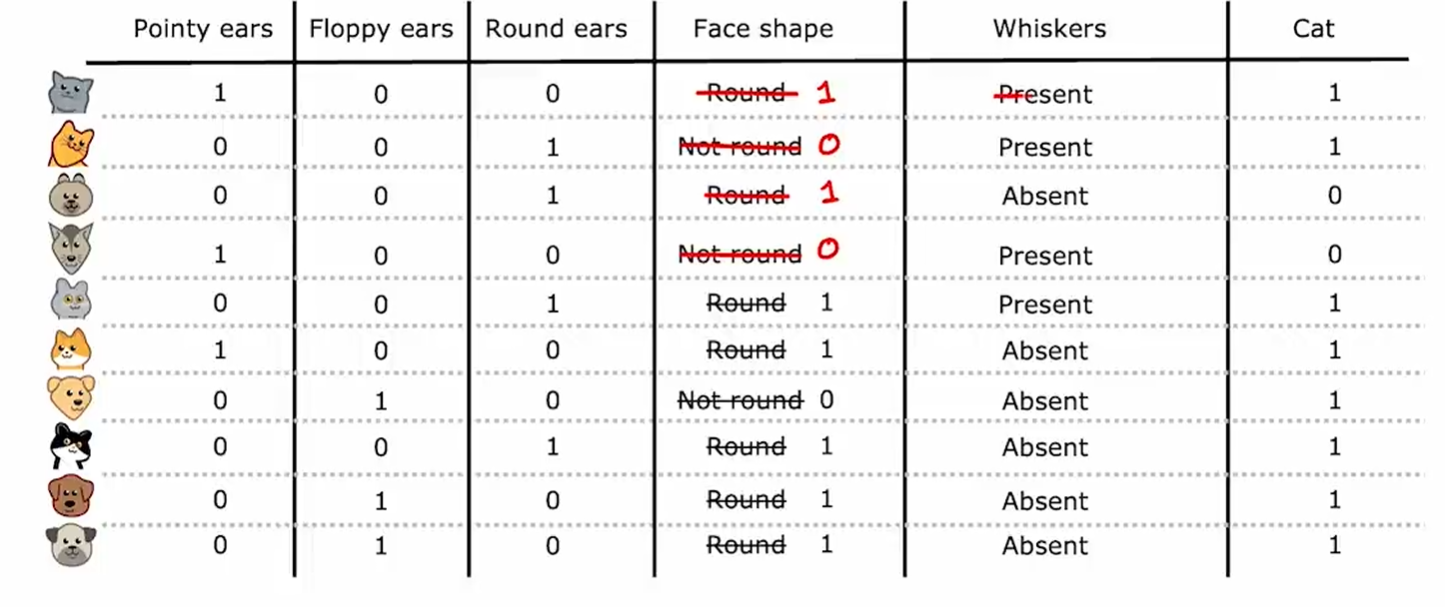 Pointy ears Floppy ears Round ears Face shape Whiskers Cat
1 0 0 Round 1 Present 1
0 0 1 Not round 0 Present 1
0 0 1 Round 1 Absent 0
1 0 0 Not round 0 Present 0
0 0 1 Round 1 Present 1
1 0 0 Round 1 Absent 1
0 1 0 Not round 0 Absent 1
0 0 1 Round 1 Absent 1
0 1 0 Round 1 Absent 1
0 1 0 Round 1 Absent 1